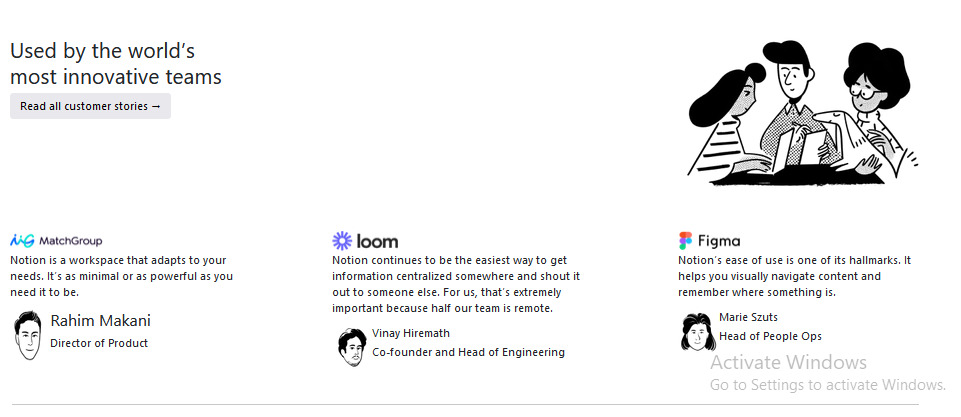 Used by the world’s
most innovative teams
Read all customer stories →
MatchGroup
Notion is a workspace that adapts to your
needs. It’s as minimal or as powerful as you
need it to be.
Rahim Makani
Director of Product
loom
Notion continues to be the easiest way to get
information centralized somewhere and shout it
out to someone else. For us, that’s extremely
important because half our team is remote.
Vinay Hiremath
Co-founder and Head of Engineering
Figma
Notion’s ease of use is one of its hallmarks. It
helps you visually navigate content and
remember where something is.
Marie Szuts
Head of People Ops
Activate Windows
Go to Settings to activate Windows.